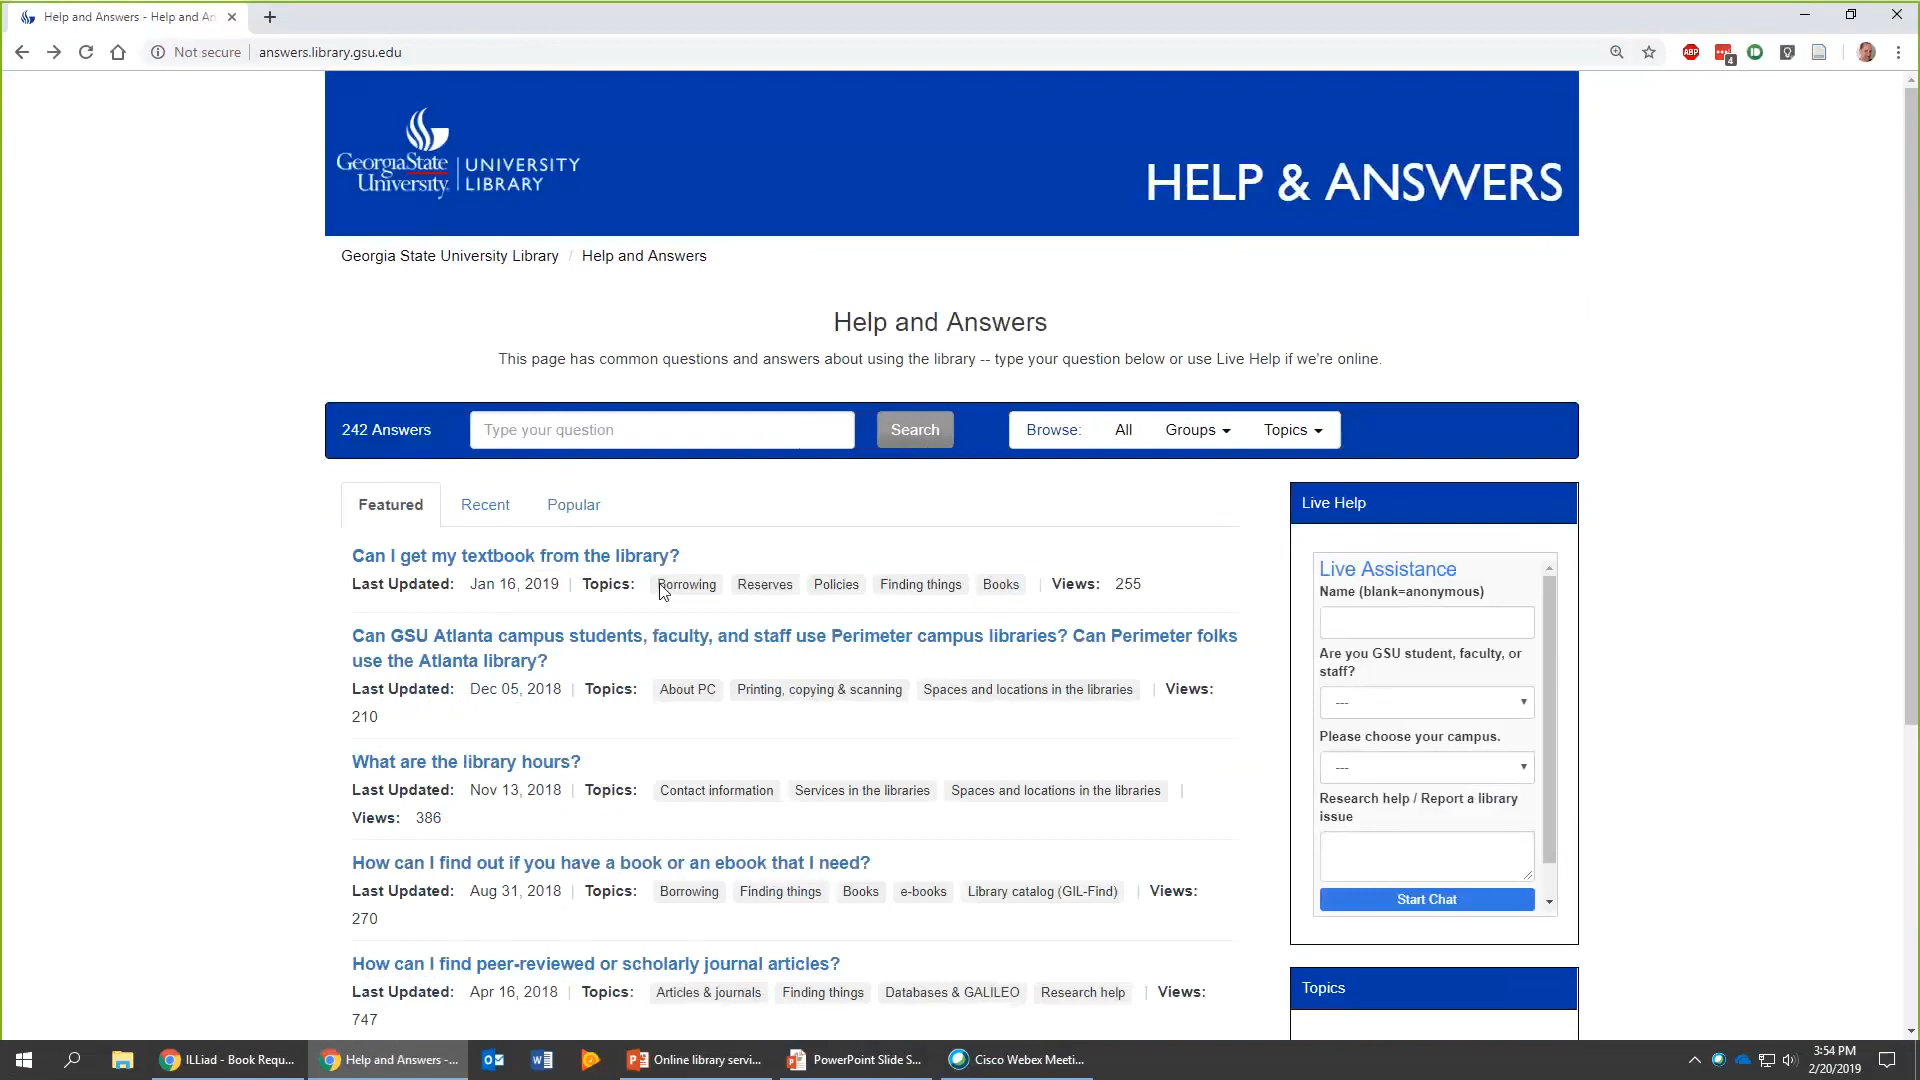 Help and Answers - Help and An
Not secure
answers.library.gsu.edu
ABP
4
GeorgiaState
University
UNIVERSITY
LIBRARY
HELP & ANSWERS
Georgia State University Library / Help and Answers
Help and Answers
This page has common questions and answers about using the library -- type your question below or use Live Help if we're online.
242 Answers
Type your question
Search
Browse: All Groups Topics
Featured Recent Popular
Can I get my textbook from the library?
Last Updated: Jan 16, 2019 | Topics: Borrowing Reserves Policies Finding things Books | Views: 255
Can GSU Atlanta campus students, faculty, and staff use Perimeter campus libraries? Can Perimeter folks
use the Atlanta library?
Last Updated: Dec 05, 2018 | Topics: About PC Printing, copying & scanning Spaces and locations in the libraries | Views:
210
What are the library hours?
Last Updated: Nov 13, 2018 | Topics: Contact information Services in the libraries Spaces and locations in the libraries |
Views: 386
How can I find out if you have a book or an ebook that I need?
Last Updated: Aug 31, 2018 | Topics: Borrowing Finding things Books e-books Library catalog (GIL-Find) | Views:
270
How can I find peer-reviewed or scholarly journal articles?
Last Updated: Apr 16, 2018 | Topics: Articles & journals Finding things Databases & GALILEO Research help | Views:
747
Live Help
Live Assistance
Name (blank=anonymous)
Are you GSU student, faculty, or
staff?
---
Please choose your campus.
---
Research help / Report a library
issue
Start Chat
Topics
ILLiad - Book Requ...
Help and Answers -...
Online library servi...
PowerPoint Slide S...
Cisco Webex Meeti...
3:54 PM
2/20/2019